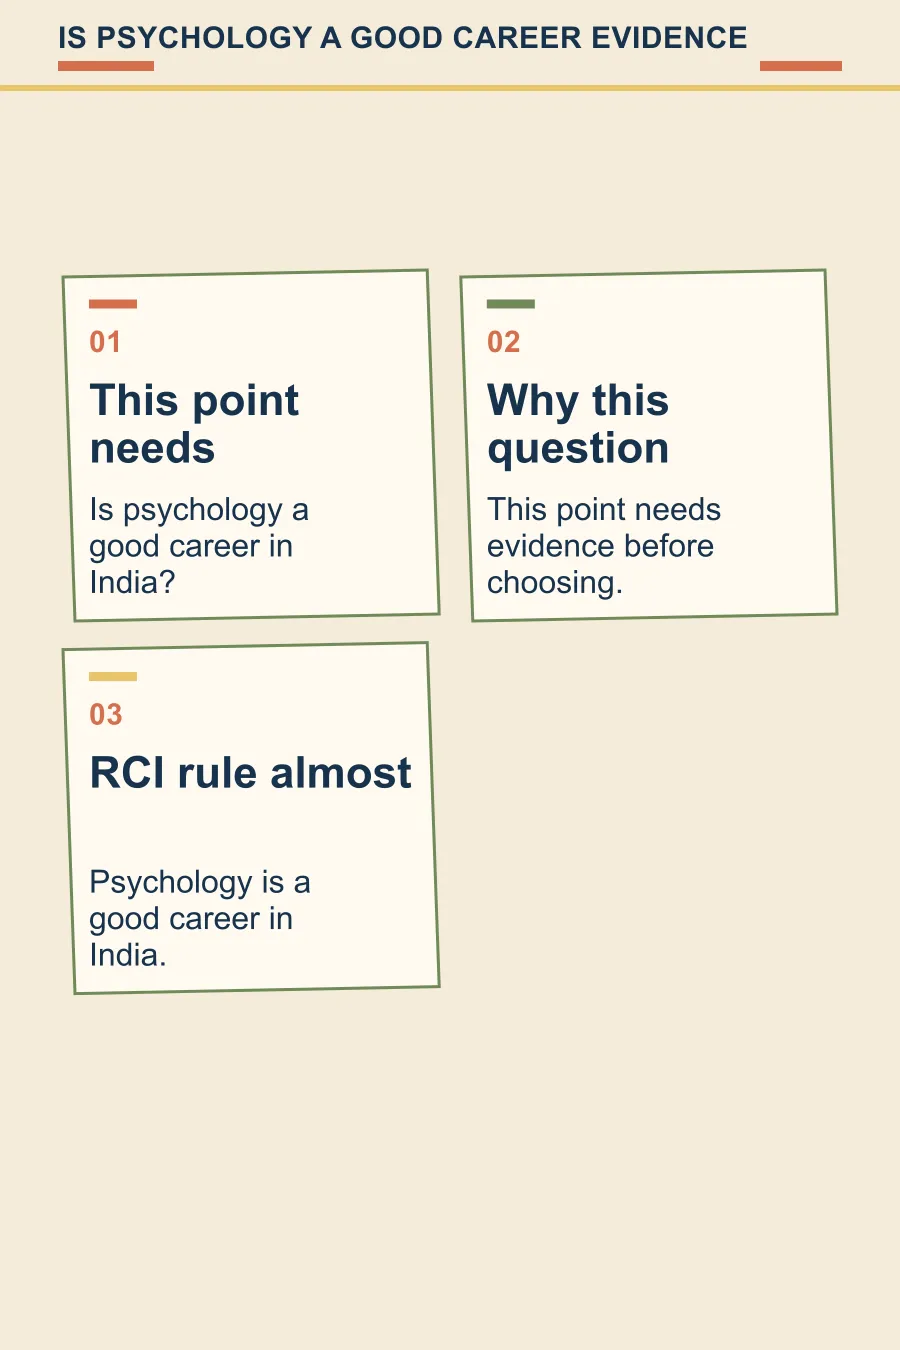 IS PSYCHOLOGY A GOOD CAREER EVIDENCE
01
This point
needs
Is psychology a
good career in
India?
02
Why this
question
This point needs
evidence before
choosing.
03
RCI rule almost
Psychology is a
good career in
India.